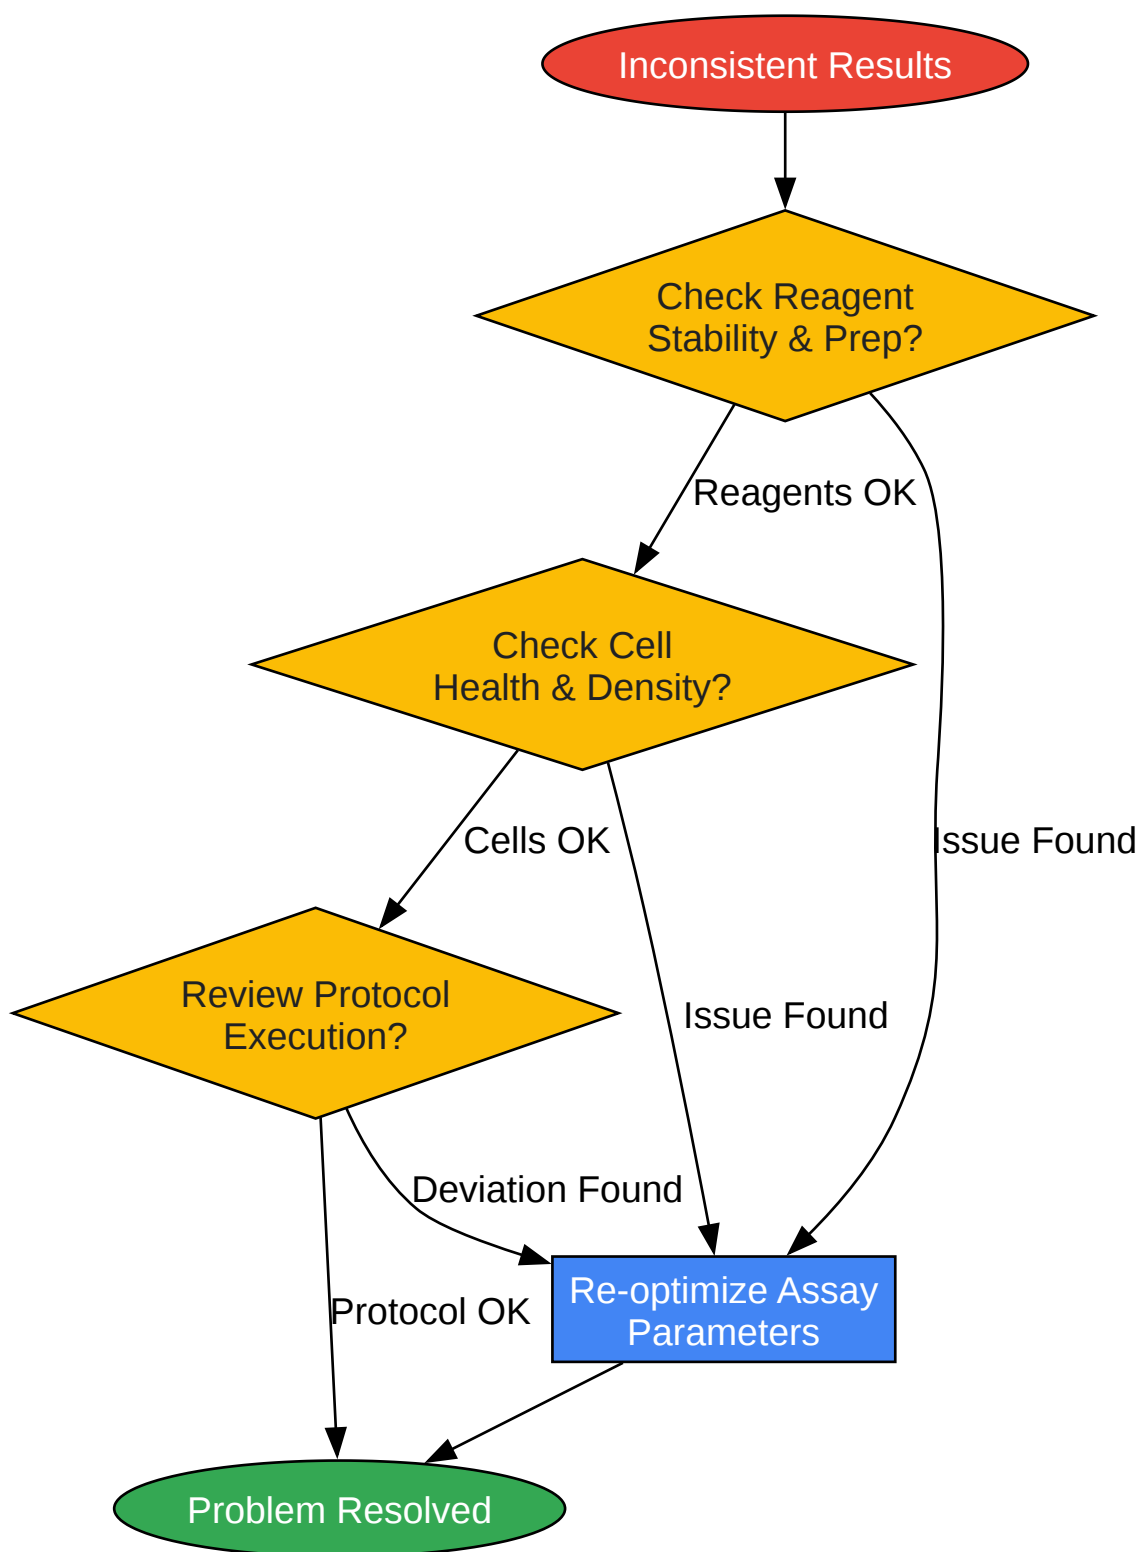 Inconsistent Results
Check Reagent
Stability & Prep?
Reagents OK
Check Cell
Health & Density?
Cells OK
Issue Found
Review Protocol
Execution?
Issue Found
Deviation Found
Protocol OK
Re-optimize Assay
Parameters
Problem Resolved